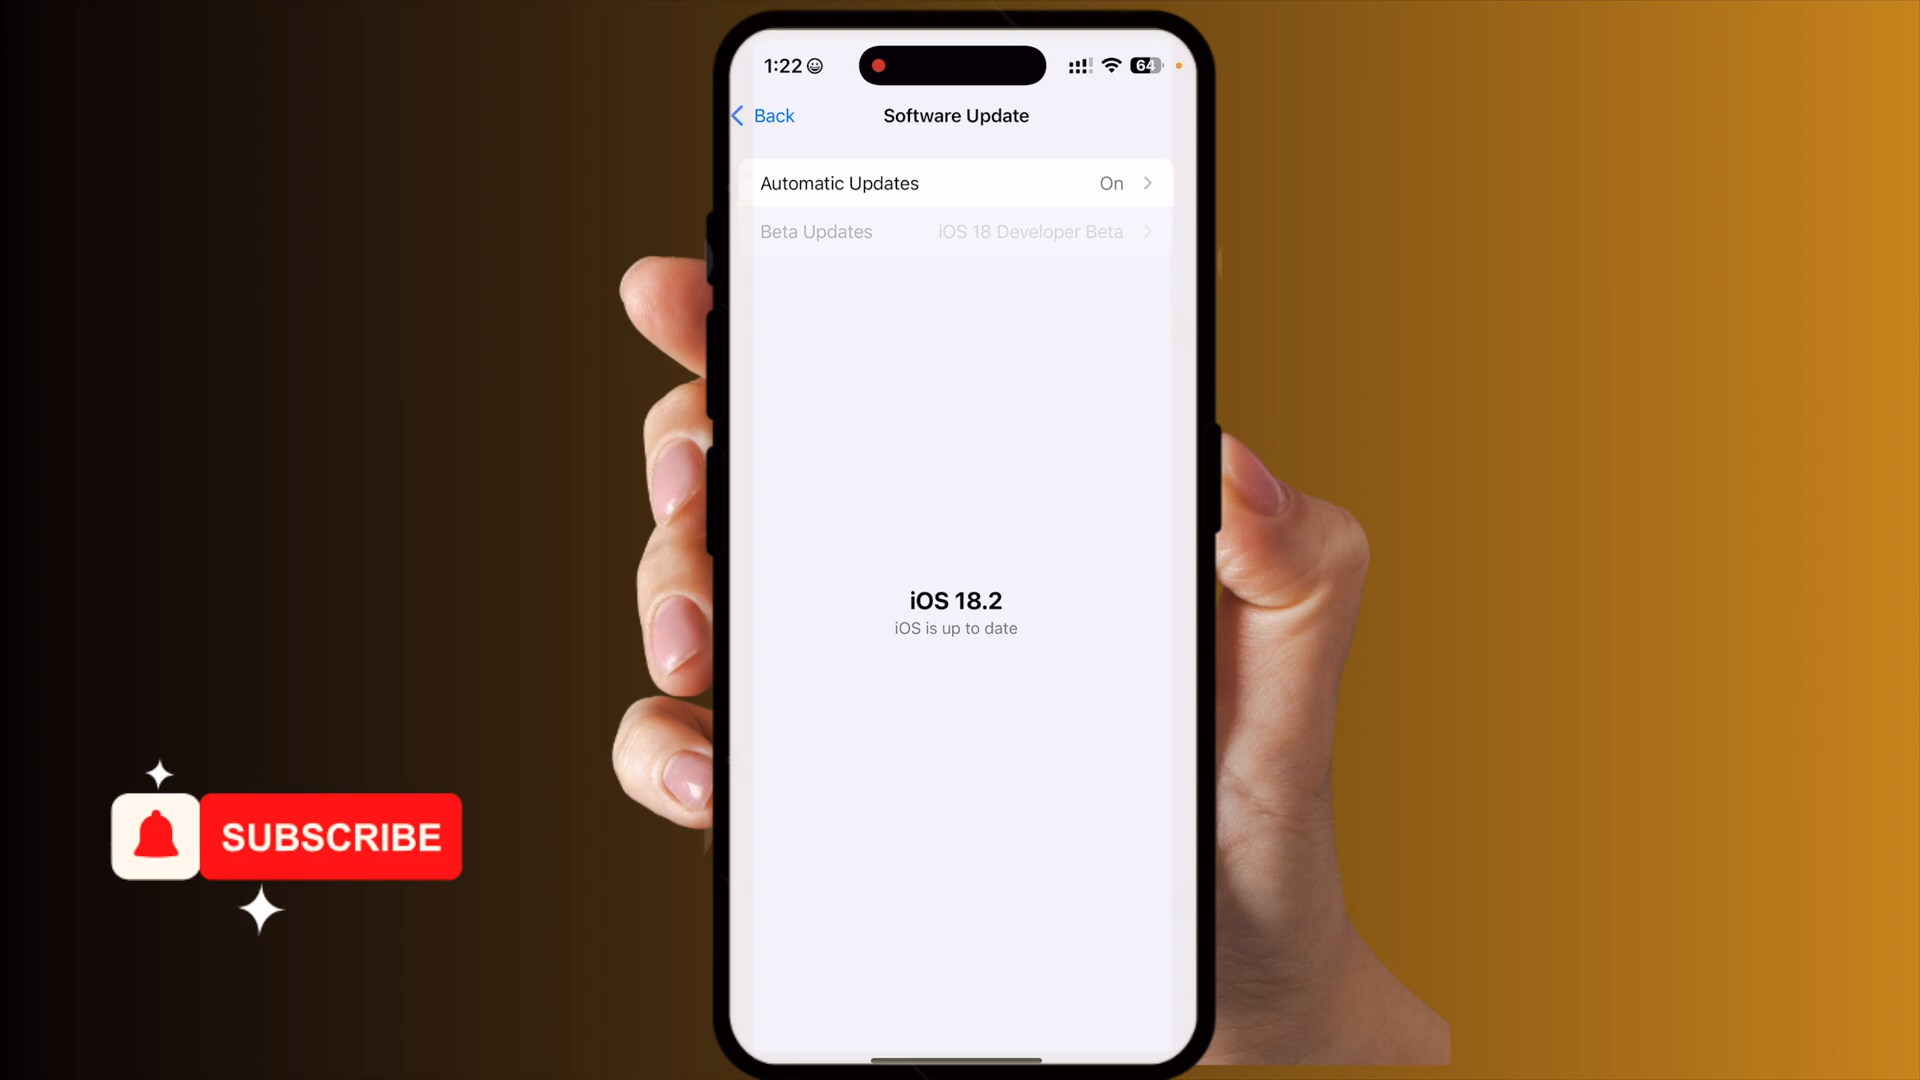 1:22
64
Back
Software Update
Automatic Updates On
Beta Updates iOS 18 Developer Beta
iOS 18.2
iOS is up to date
SUBSCRIBE